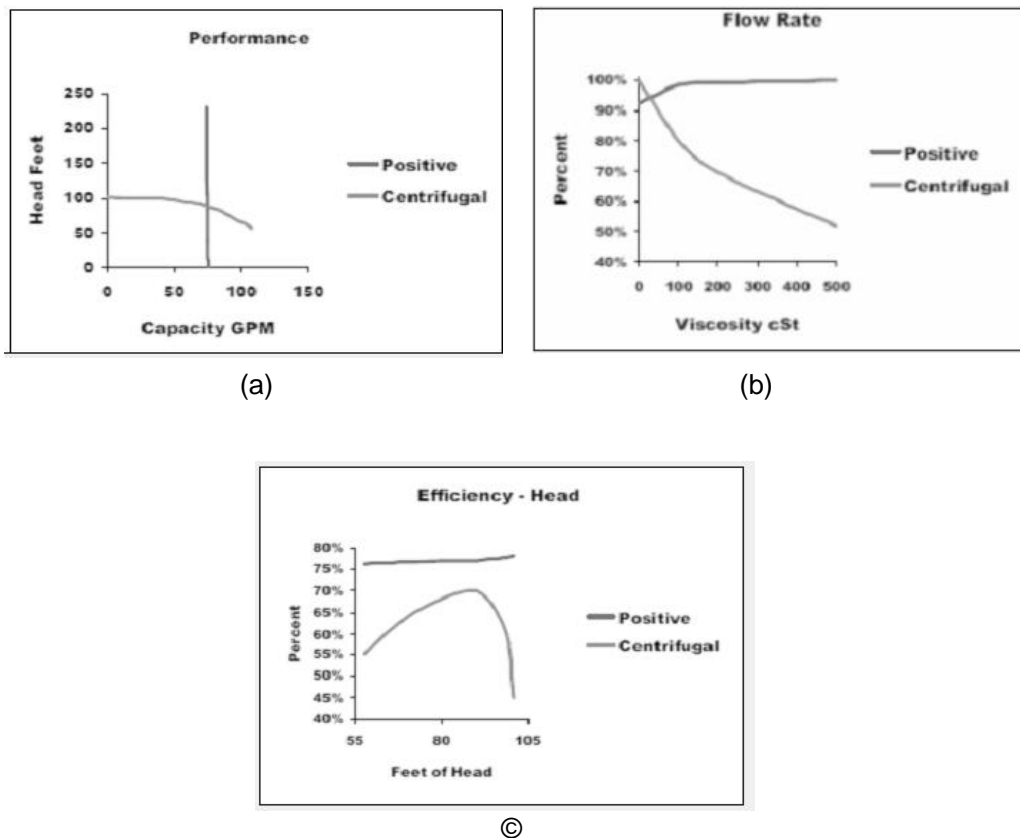 Performance
250
200
150
100
50
0
Head Feet
0 50 100 150
Capacity GPM
Positive
Centrifugal
(a)
Flow Rate
100%
90%
80%
70%
60%
50%
40%
Percent
0 100 200 300 400 500
Viscosity cSt
Positive
Centrifugal
(b)
Efficiency - Head
80%
75%
70%
65%
60%
55%
50%
45%
40%
Percent
55 80 105
Feet of Head
Positive
Centrifugal
©